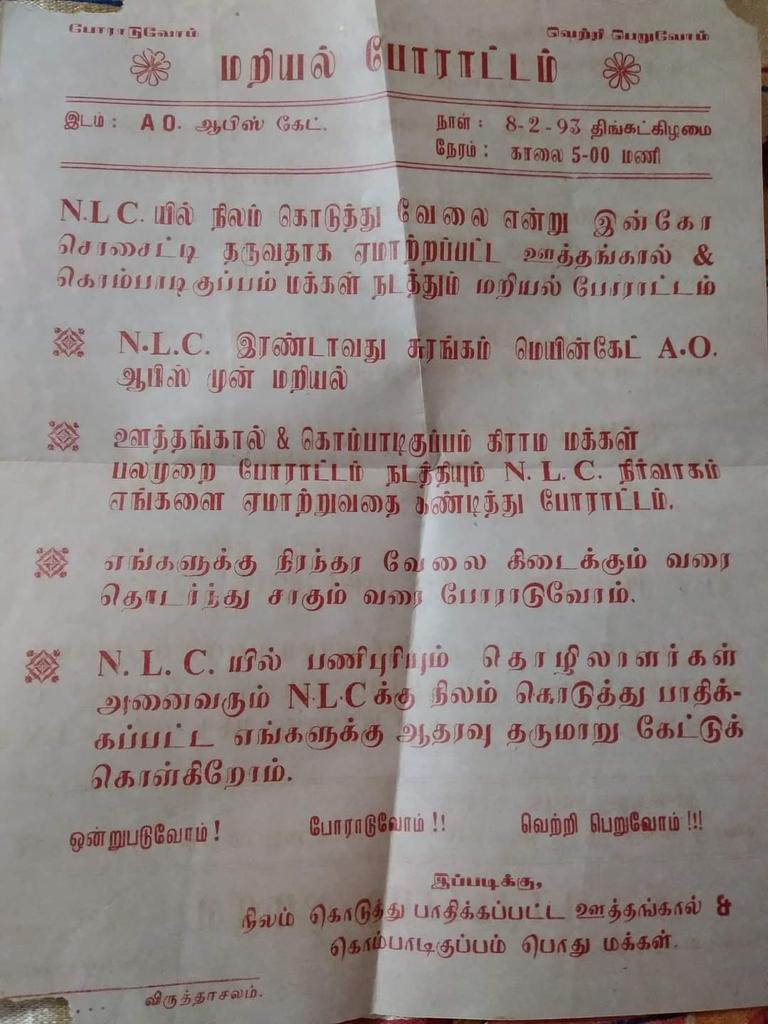 போராடுவோம் வெற்றி பெறுவோம்
மறியல் போராட்டம்
இடம் : A O. ஆபிஸ் கேட். நாள் : 8-2-93 திங்கட்கிழமை
நேரம் : காலை 5-00 மணி
N.L C. யில் நிலம் கொடுத்து வேலை என்று இன்கோ
சொசைட்டி தருவதாக ஏமாற்றப்பட்ட ஊத்தங்கால் &
கொம்பாடிகுப்பம் மக்கள் நடத்தும் மறியல் போராட்டம்
N.L.C. இரண்டாவது சுரங்கம் மெயின்கேட் A.O.
ஆபிஸ் முன் மறியல்
ஊத்தங்கால் & கொம்பாடிகுப்பம் கிராம மக்கள்
பலமுறை போராட்டம் நடத்தியும் N. L. C. நிர்வாகம்
எங்களை ஏமாற்றுவதை கண்டித்து போராட்டம்.
எங்களுக்கு நிரந்தர வேலை கிடைக்கும் வரை
தொடர்ந்து சாகும் வரை போராடுவோம்.
N. L. C. யில் பணிபுரியும் தொழிலாளர்கள்
அனைவரும் N.L.C க்கு நிலம் கொடுத்து பாதிக்-
கப்பட்ட எங்களுக்கு ஆதரவு தருமாறு கேட்டுக்
கொள்கிறோம்.
ஒன்றுபடுவோம் ! போராடுவோம் !! வெற்றி பெறுவோம் !!!
இப்படிக்கு,
நிலம் கொடுத்து பாதிக்கப்பட்ட ஊத்தங்கால் &
கொம்பாடிகுப்பம் பொது மக்கள்.
... விருத்தாசலம்.